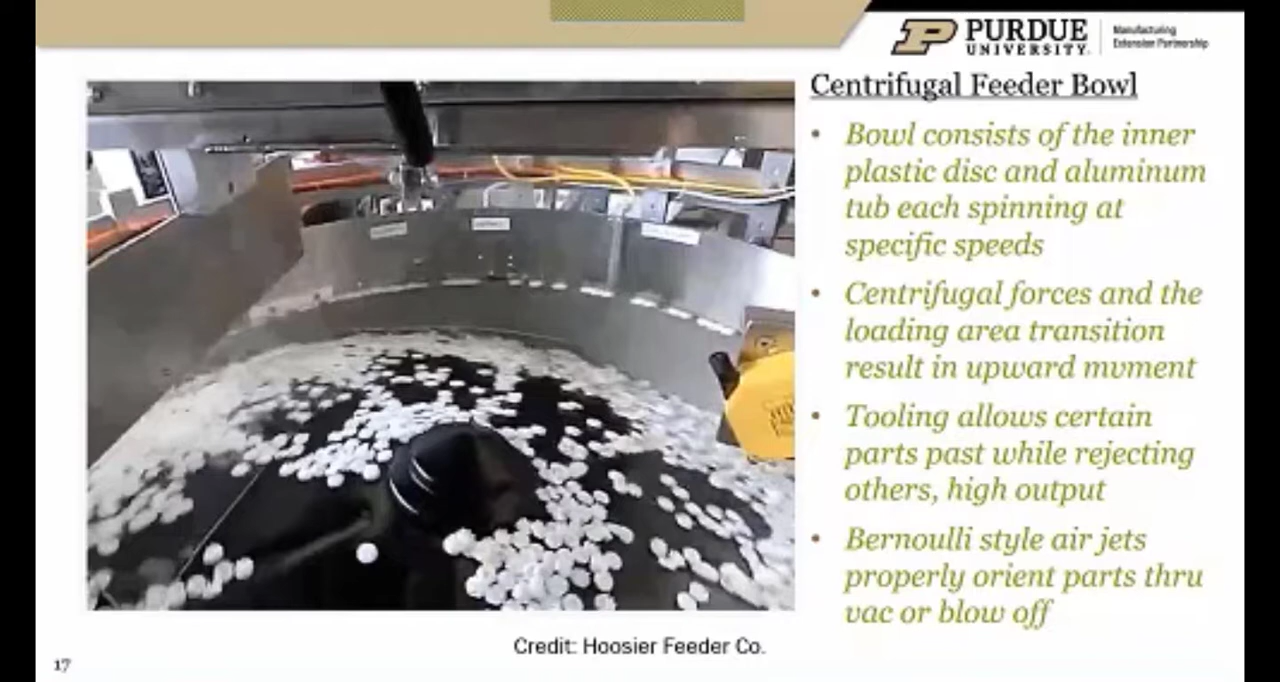 PURDUE
UNIVERSITY
Manufacturing
Extension Partnership
Centrifugal Feeder Bowl
• Bowl consists of the inner
plastic disc and aluminum
tub each spinning at
specific speeds
• Centrifugal forces and the
loading area transition
result in upward mvment
• Tooling allows certain
parts past while rejecting
others, high output
• Bernoulli style air jets
properly orient parts thru
vac or blow off
Credit: Hoosier Feeder Co.
17